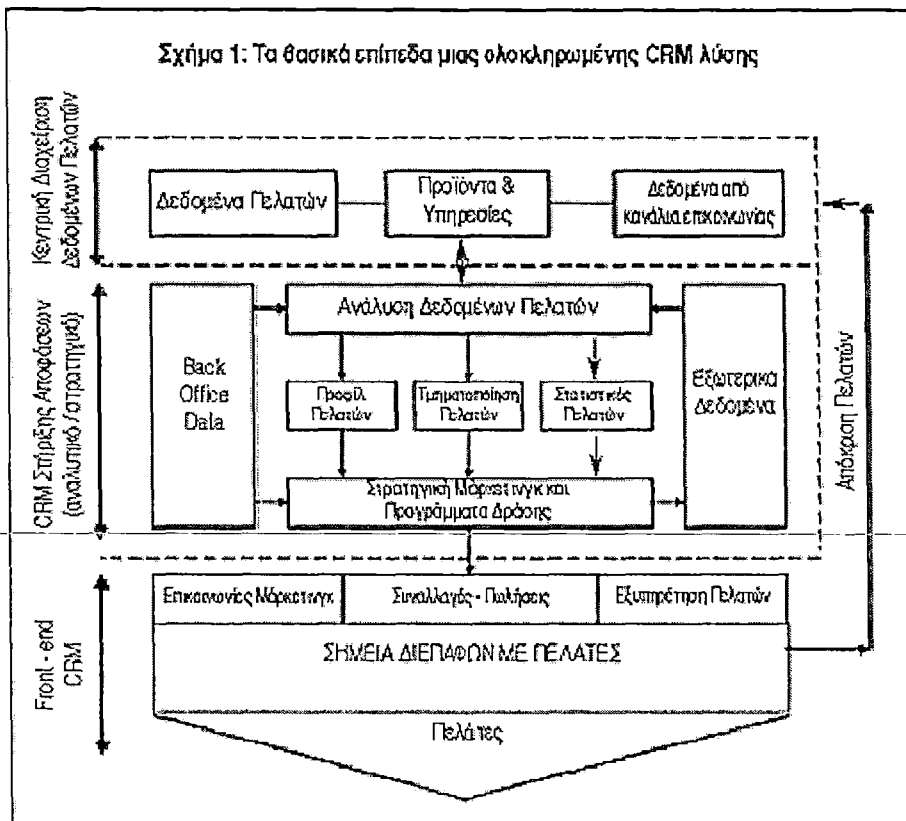 Σχήμα 1: Τα βασικά επίπεδα μιας ολοκληρωμένης CRM λύσης
Κεντρική Διαχείριση
Δεδομένων Πελατών
Δεδομένα Πελατών
Προϊόντα &
Υπηρεσίες
Δεδομένα από
κανάλια επικοινωνίας
CRM Στήριξης Αποφάσεων
(αναλυτικό /στρατηγικό)
Back
Office
Data
Ανάλυση Δεδομένων Πελατών
Προφίλ
Πελατών
Τμηματοποίηση
Πελατών
Στατιστικές
Πελατών
Στρατηγική Μάρκετινγκ και
Προγράμματα Δράσης
Εξωτερικά
Δεδομένα
Απόκριση Πελατών
Front - end
CRM
Επικοινωνίες Μάρκετινγκ
Συναλλαγές - Πωλήσεις
Εξυπηρέτηση Πελατών
ΣΗΜΕΙΑ ΔΙΕΠΑΦΩΝ ΜΕ ΠΕΛΑΤΕΣ
Πελάτες